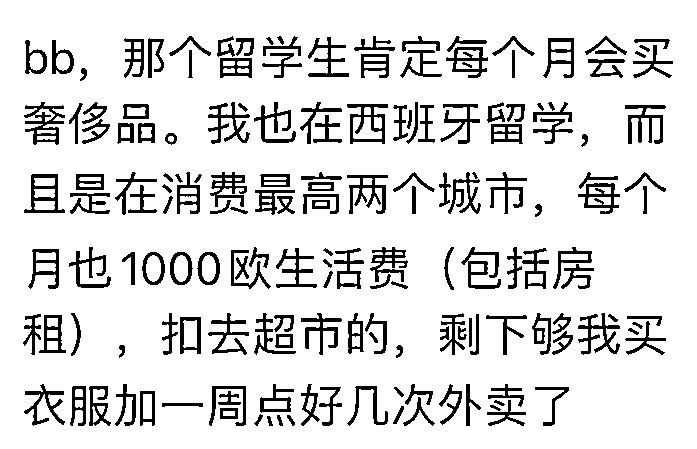 bb，那个留学生肯定每个月会买
奢侈品。我也在西班牙留学，而
且是在消费最高两个城市，每个
月也1000欧生活费（包括房
租），扣去超市的，剩下够我买
衣服加一周点好几次外卖了